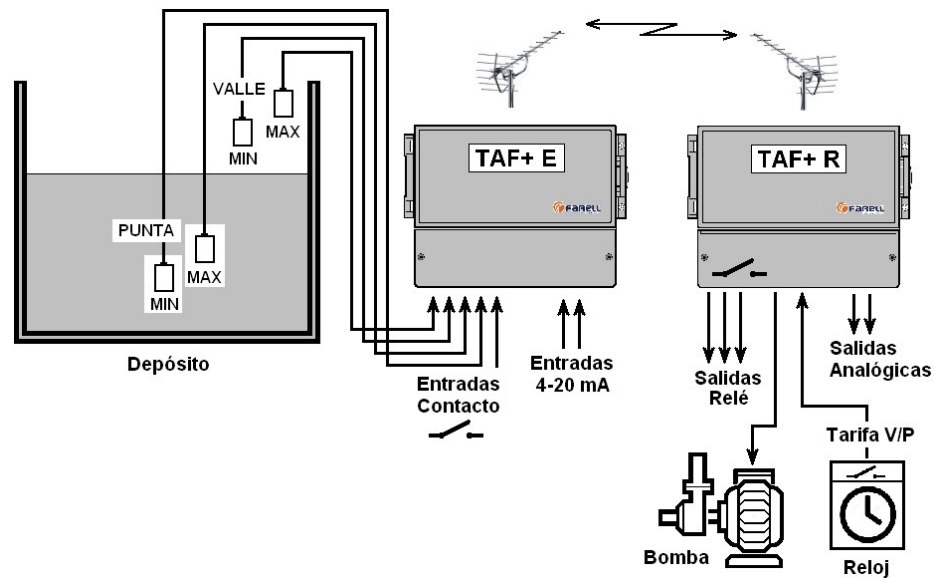 VALLE
MIN
MAX
PUNTA
MAX
MIN
Depósito
TAF+ E
FARELL
Entradas
Contacto
Entradas
4-20 mA
TAF+ R
FARELL
Salidas
Relé
Salidas
Analógicas
Tarifa V/P
Bomba
Reloj